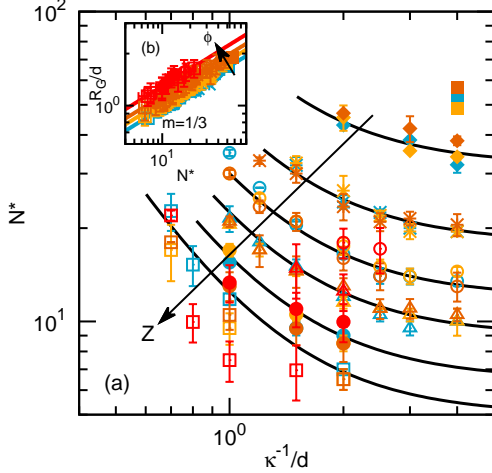 10²
(b)
ϕ
R_G/d
10⁰
m=1/3
10¹
N*
N*
10¹
Z
(a)
10⁰
κ⁻¹/d